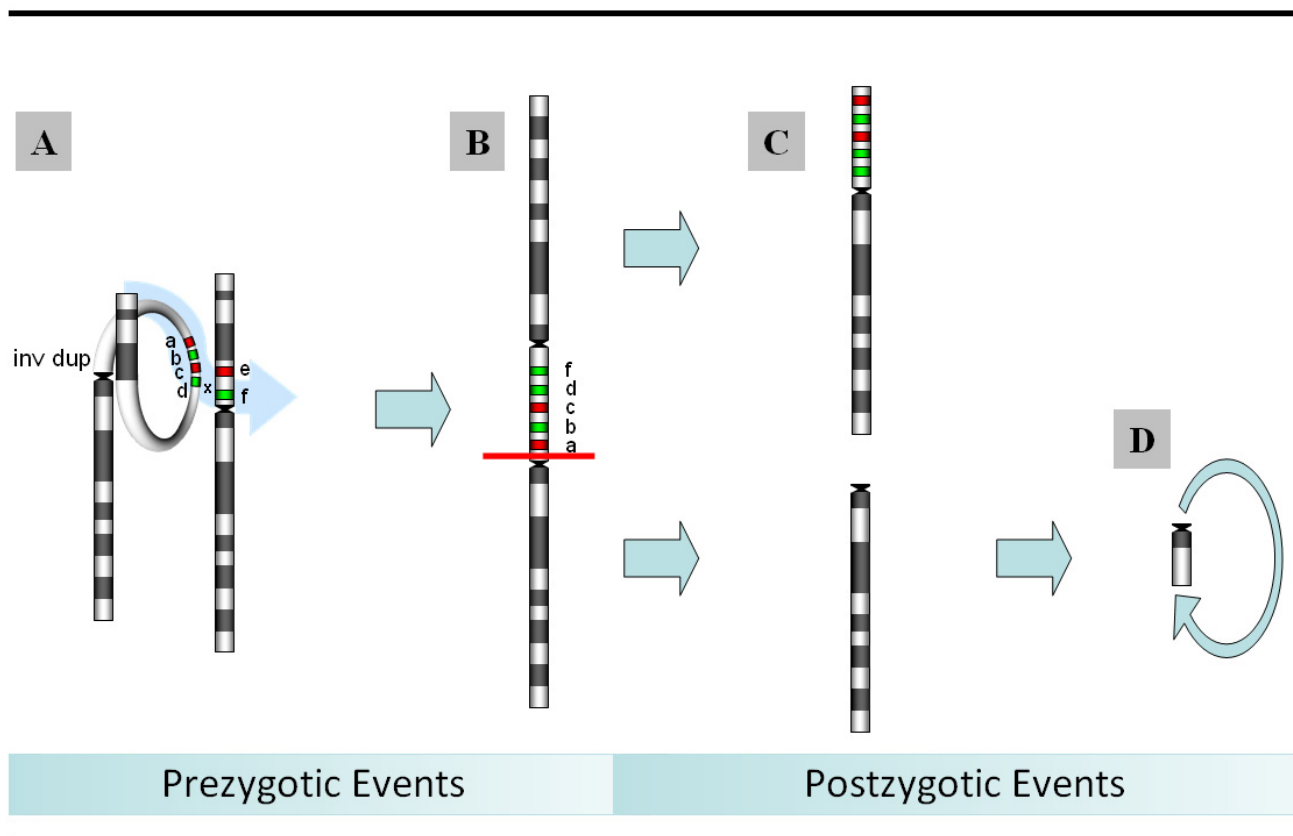 A
B
C
inv dup
a
b
c
d
x
e
f
f
d
c
b
a
D
Prezygotic Events
Postzygotic Events